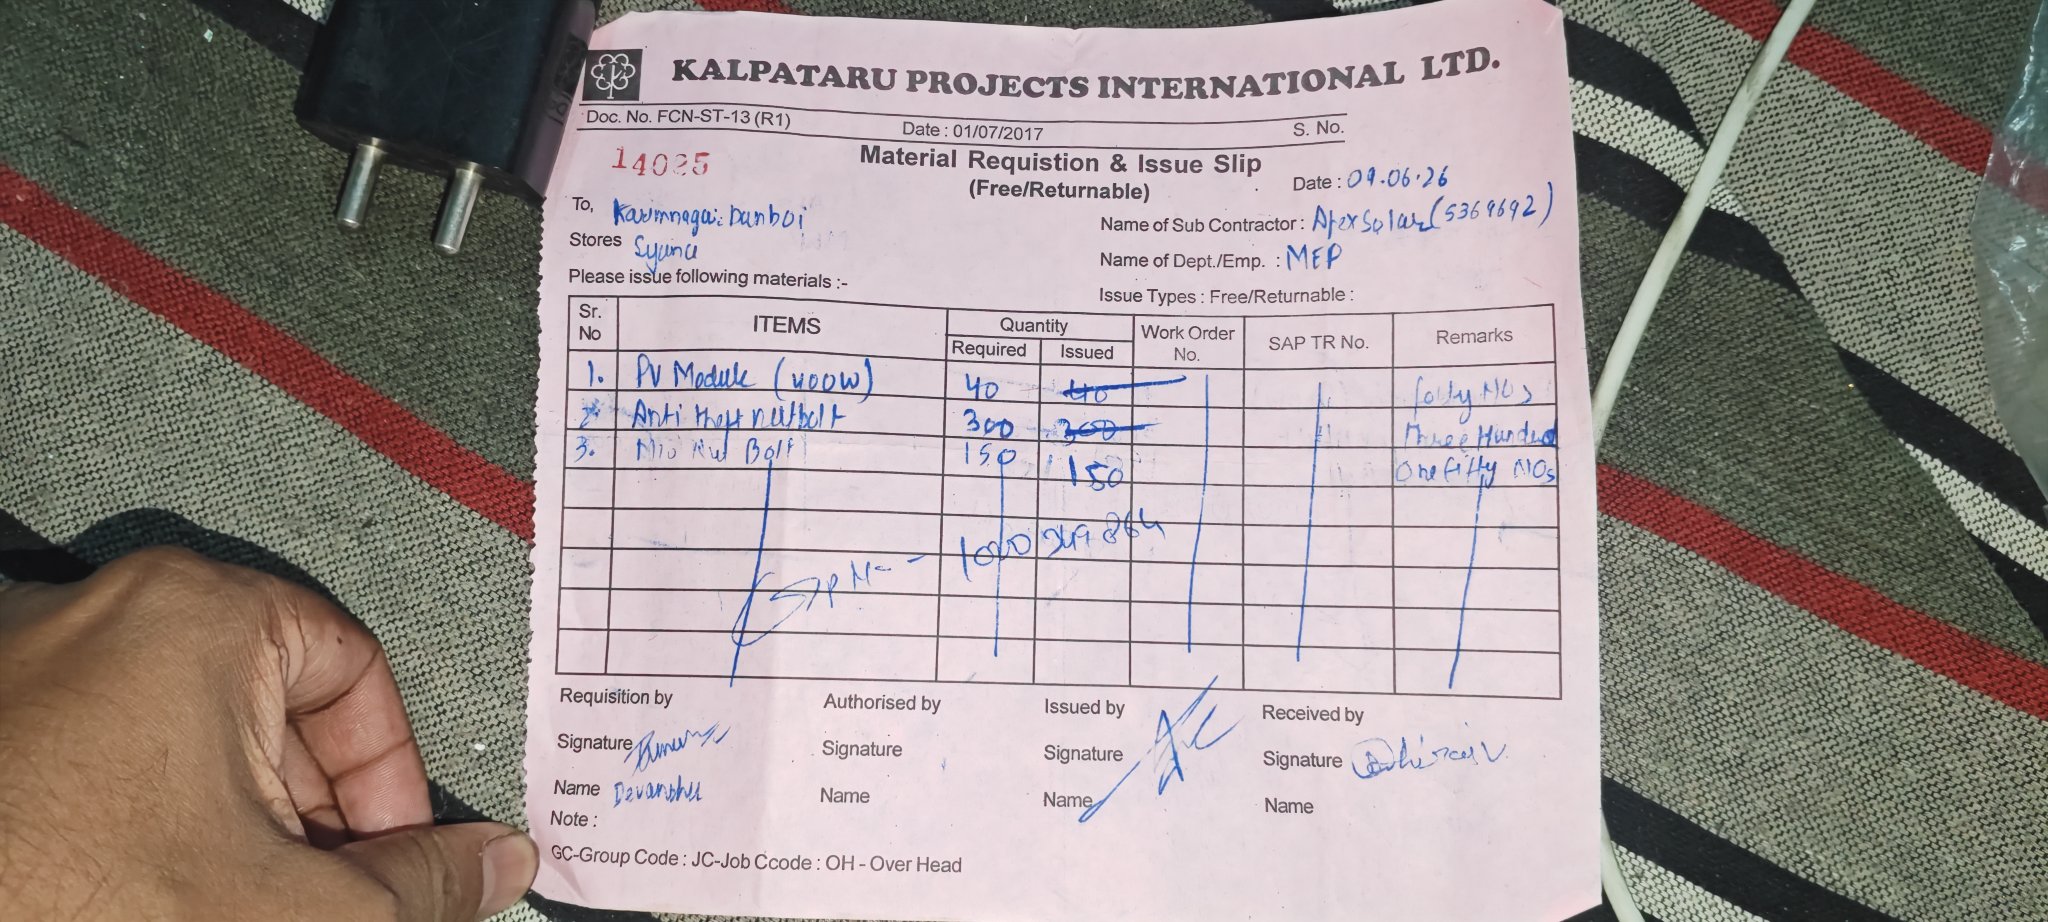 KALPATARU PROJECTS INTERNATIONAL LTD.
Doc. No. FCN-ST-13 (R1) Date : 01/07/2017 S. No.
14025
Material Requistion & Issue Slip
(Free/Returnable)
Date : 09.06.26
To,
Stores Syana
Name of Sub Contractor : Apex Solar (5369692)
Name of Dept./Emp. : MEP
Please issue following materials :-
Issue Types : Free/Returnable :
Sr. No ITEMS Quantity Required Issued Work Order No. SAP TR No. Remarks
1. PV Module (400W) 40 40 Nos
2. Anti theft nutbolt 300 300 Three Hundred
3. Nut Bolt 150 150 One fifty NOs
Requisition by Authorised by Issued by Received by
Signature Signature Signature Signature
Name Name Name Name
Note :
GC-Group Code : JC-Job Ccode : OH - Over Head